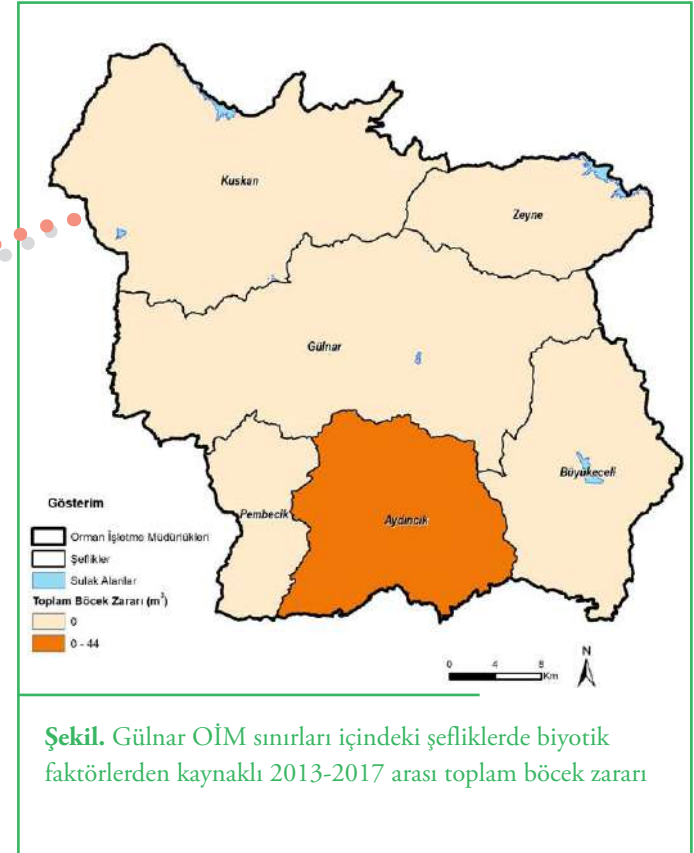 Kuskan
Zeyne
Gülnar
Büyükeceli
Pembecik
Aydıncık
Gösterim
Orman İşletme Müdürlükleri
Şeflikler
Sulak Alanlar
Toplam Böcek Zararı (m³)
0
0 - 44
N
0 4 8
Km
Şekil. Gülnar OİM sınırları içindeki şefliklerde biyotik
faktörlerden kaynaklı 2013-2017 arası toplam böcek zararı